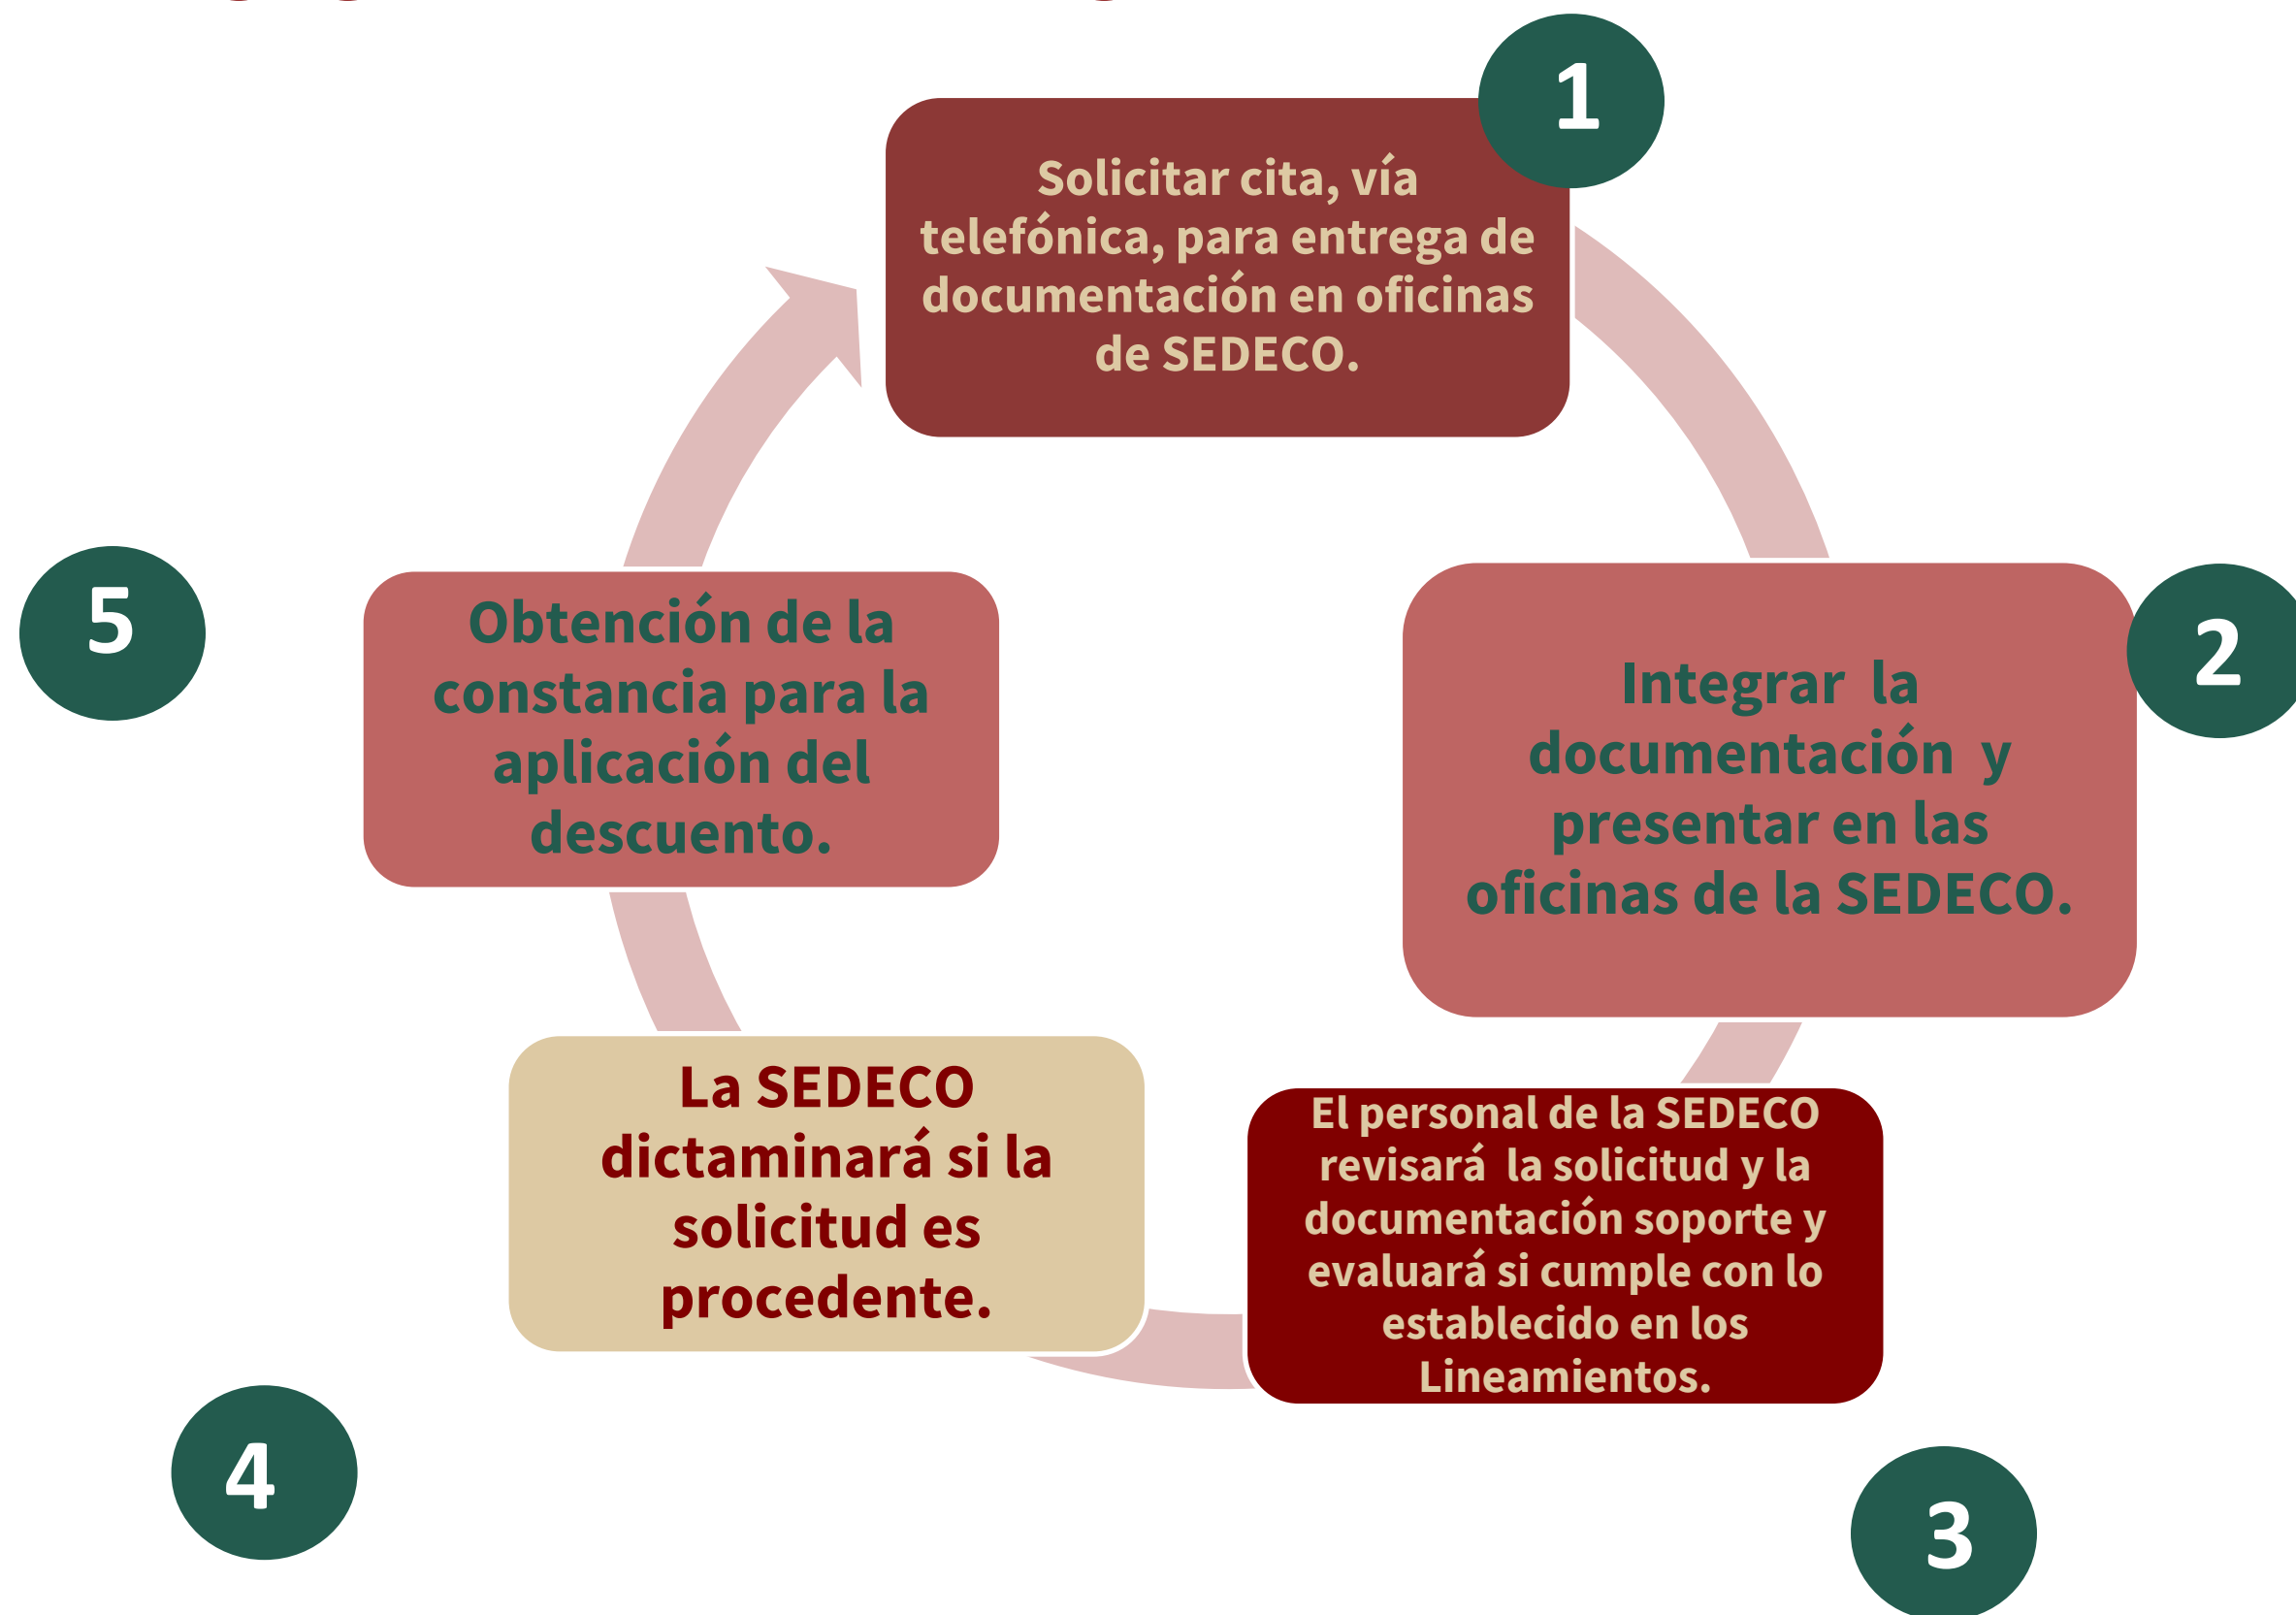 1
Solicitar cita, vía
telefónica, para entrega de
documentación en oficinas
de SEDECO.
2
Integrar  la
documentación  y
presentar en las
oficinas de la SEDECO.
3
El personal de la SEDECO
revisará  la solicitud y la
documentación soporte y
evaluará si cumple con lo
establecido en los
Lineamientos.
4
La SEDECO
dictaminará si la
solicitud es
procedente.
5
Obtención de la
constancia para la
aplicación del
descuento.